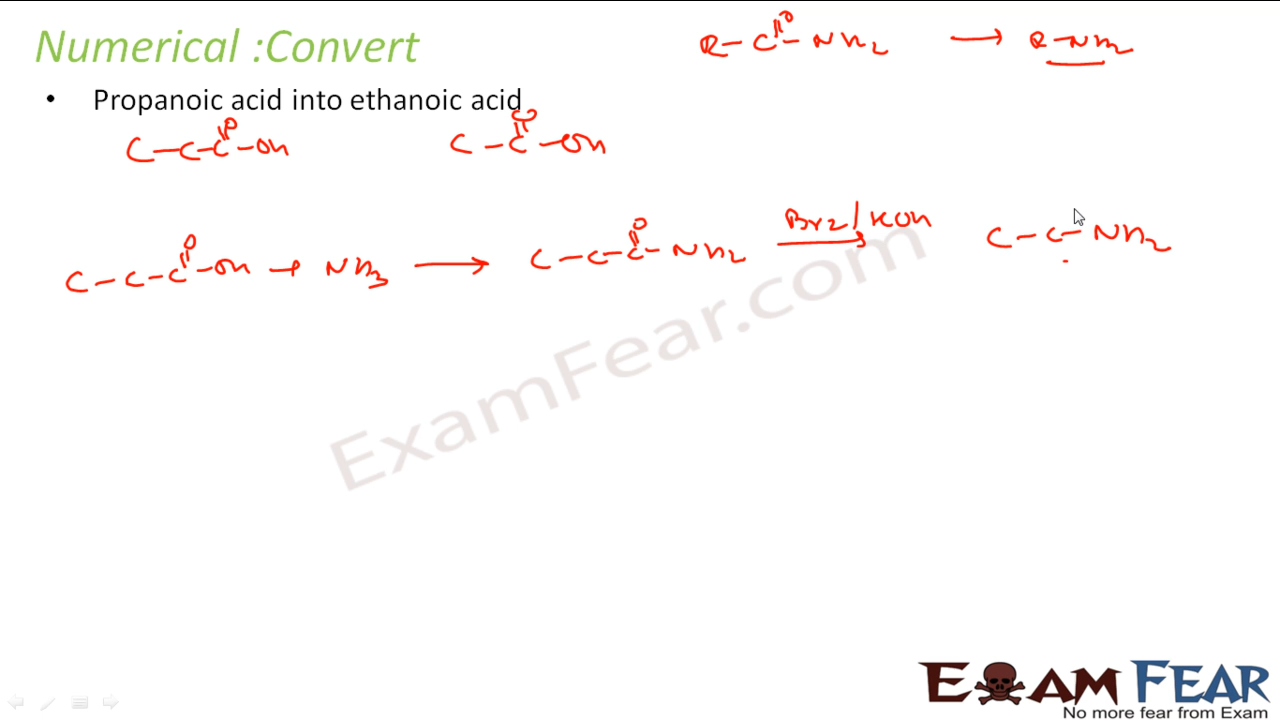 Numerical :Convert
R-C-NH2 → R-NH2
O
• Propanoic acid into ethanoic acid
O O
C-C-C-OH C-C-OH
O O Br2/KOH
C-C-C-OH + NH3 → C-C-C-NH2 → C-C-NH2
ExamFear.com
EXAM FEAR
No more fear from Exam